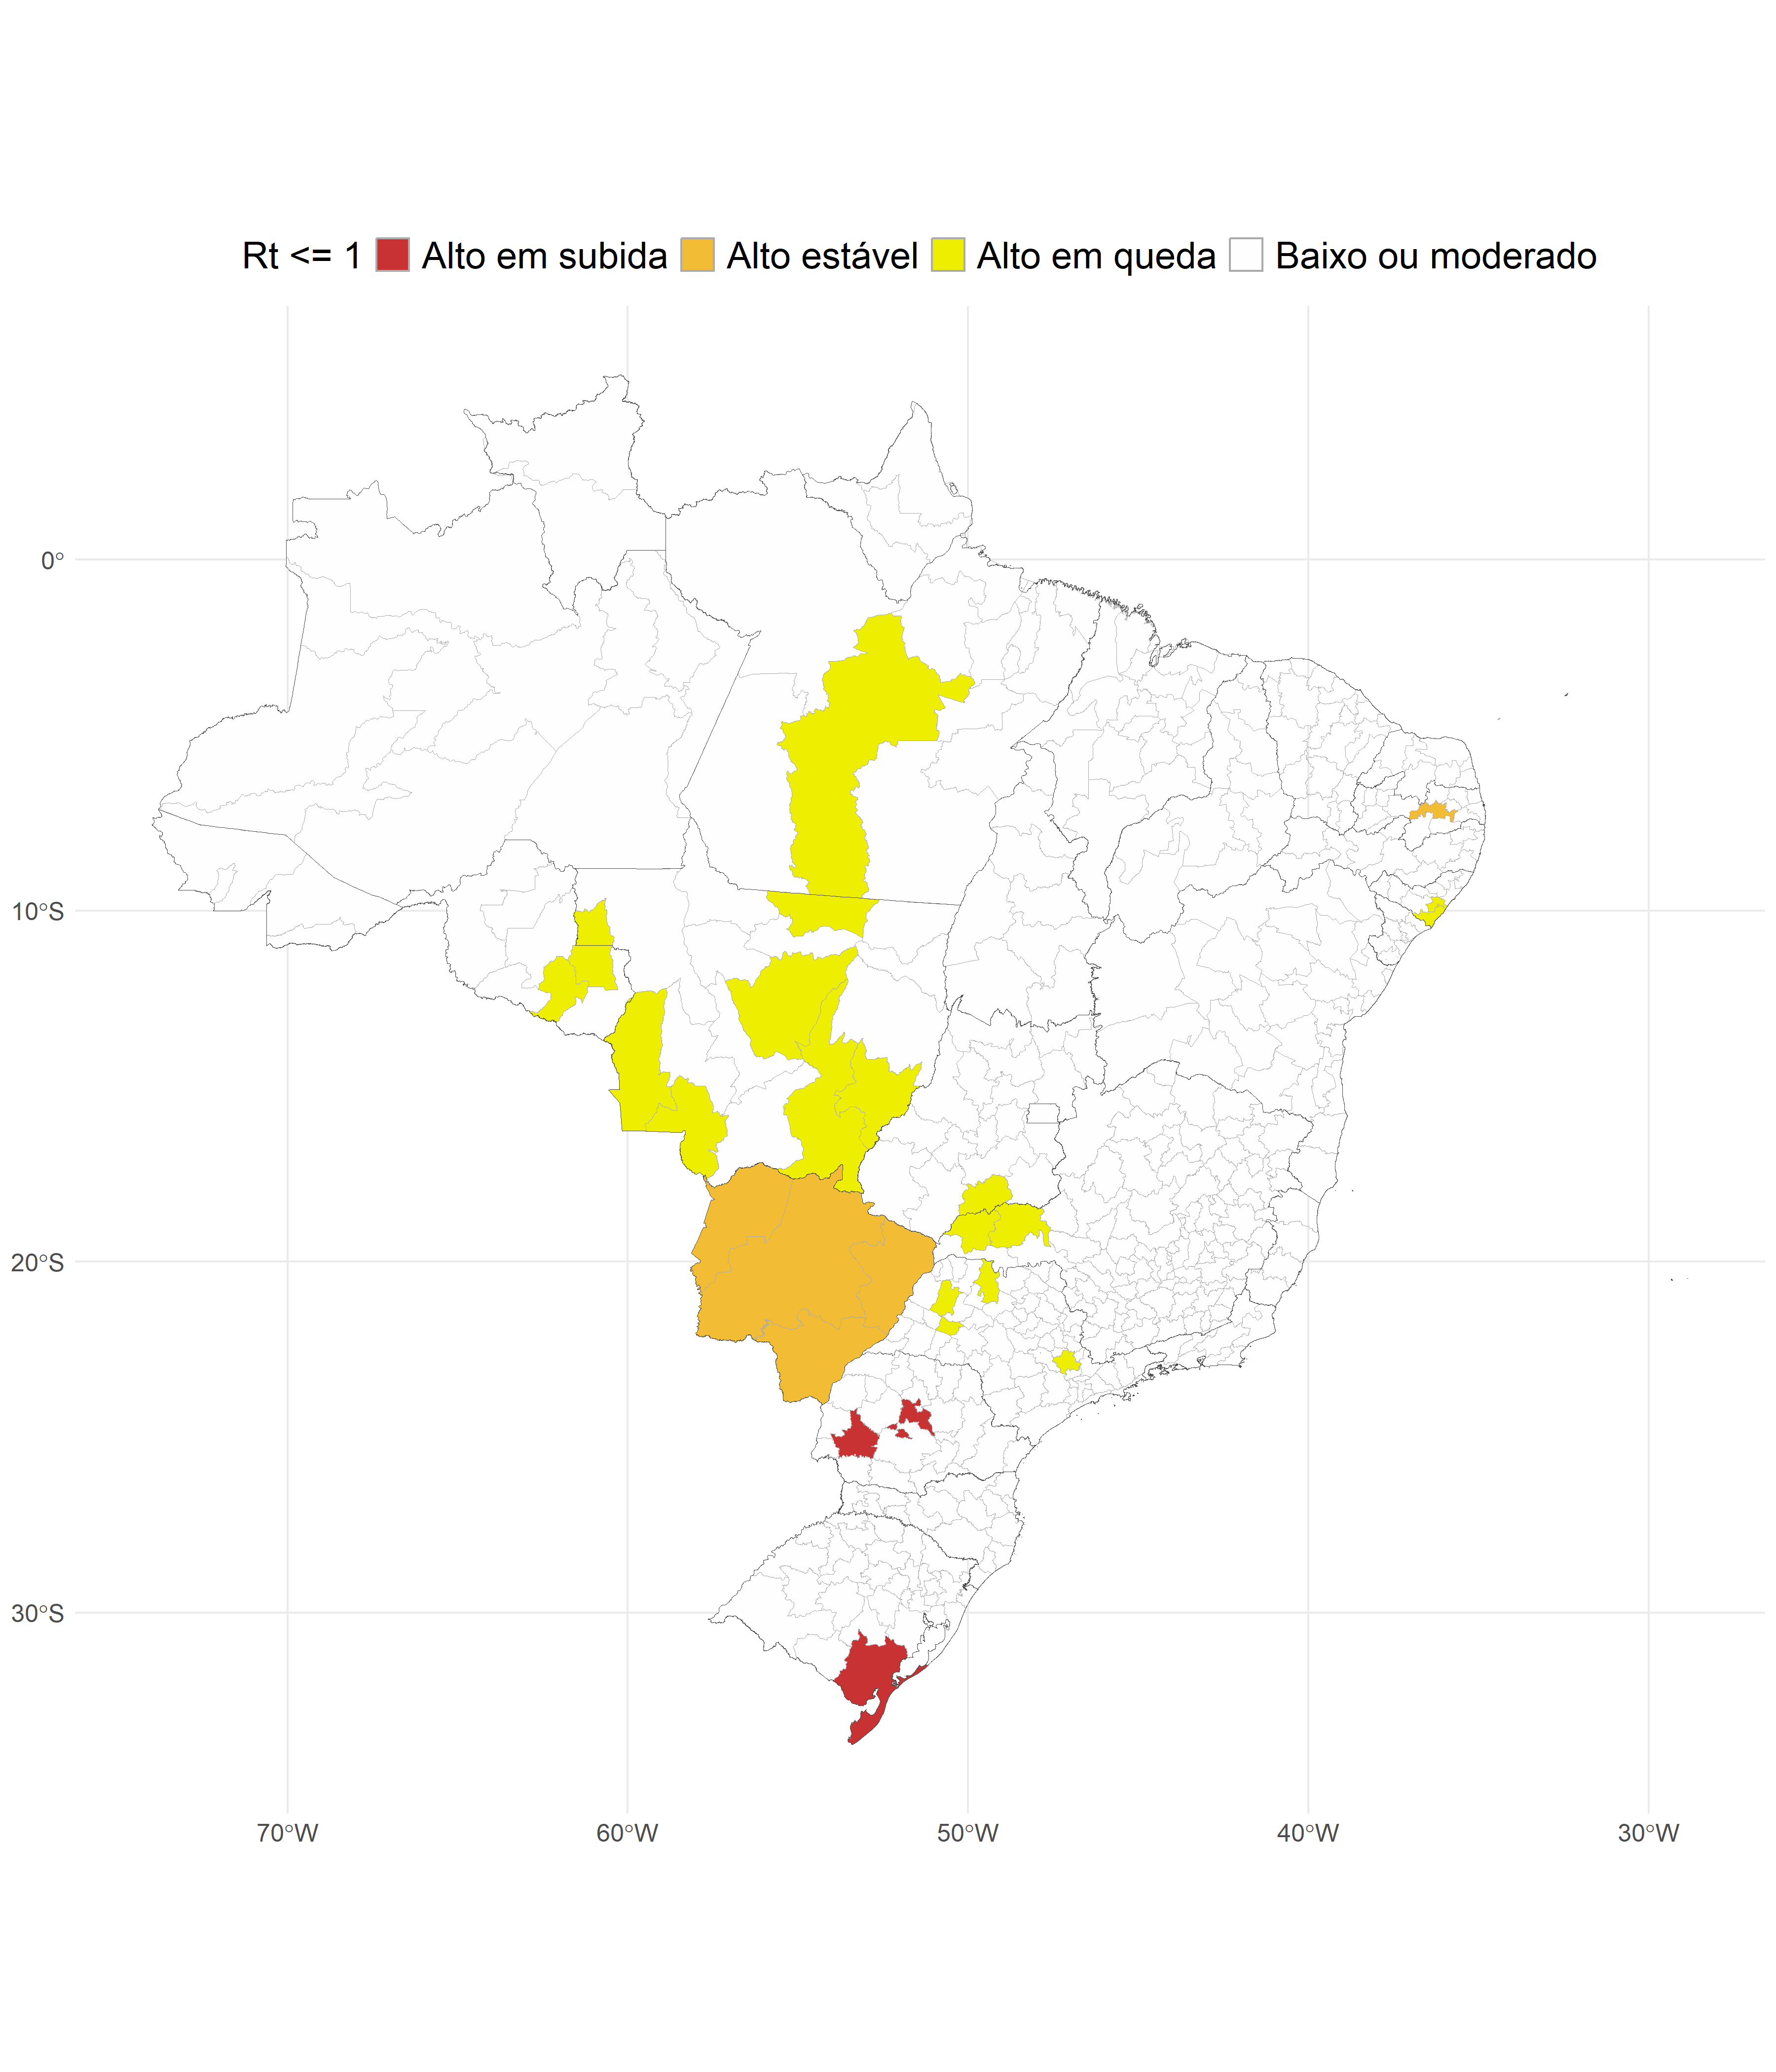 Rt <= 1 Alto em subida Alto estável Alto em queda Baixo ou moderado
0°
10°S
20°S
30°S
70°W 60°W 50°W 40°W 30°W